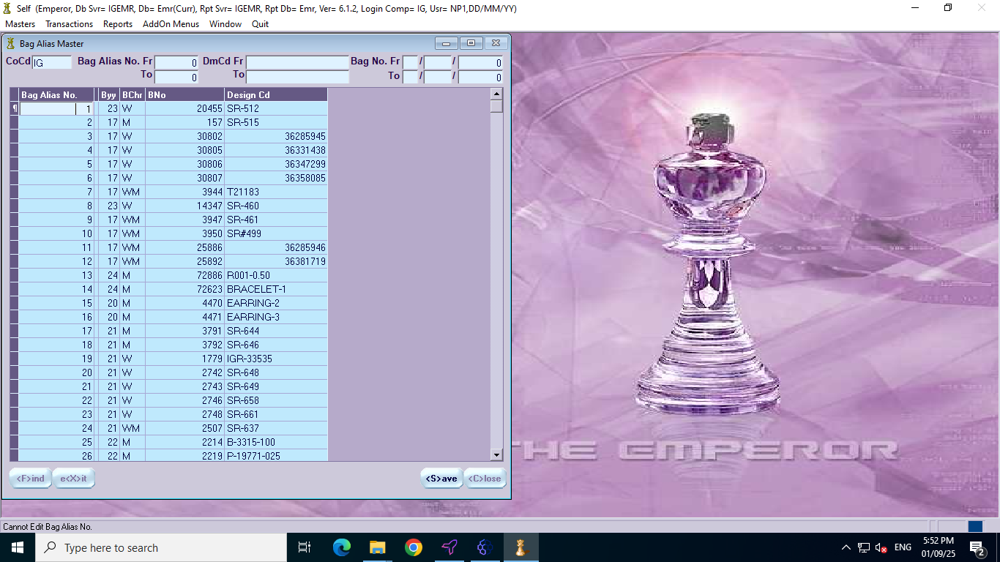 Self (Emperor, Db Svr= IGEMR, Db= Emr(Curr), Rpt Svr= IGEMR, Rpt Db= Emr, Ver= 6.1.2, Login Comp= IG, Usr= NP1,DD/MM/YY)
Masters Transactions Reports AddOn Menus Window Quit
Bag Alias Master
CoCd IG Bag Alias No. Fr 0 DmCd Fr Bag No. Fr / / 0
To 0 To To / / 0
Bag Alias No. Byy BChr BNo Design Cd
1 23 W 20455 SR-512
2 17 M 157 SR-515
3 17 W 30802 36285945
4 17 W 30805 36331438
5 17 W 30806 36347299
6 17 W 30807 36358085
7 17 WM 3944 T21183
8 23 W 14347 SR-460
9 17 WM 3947 SR-461
10 17 WM 3950 SR#499
11 17 WM 25886 36285946
12 17 WM 25892 36381719
13 24 M 72886 R001-0.50
14 24 M 72623 BRACELET-1
15 20 M 4470 EARRING-2
16 20 M 4471 EARRING-3
17 21 M 3791 SR-644
18 21 M 3792 SR-646
19 21 W 1779 IGR-33535
20 21 W 2742 SR-648
21 21 W 2743 SR-649
22 21 W 2746 SR-658
23 21 W 2748 SR-661
24 21 WM 2507 SR-637
25 22 M 2214 B-3315-100
26 22 M 2219 P-19771-025
<F>ind e<X>it <S>ave <C>lose
THE EMPEROR
Cannot Edit Bag Alias No.
Type here to search
ENG
5:52 PM
01/09/25
2